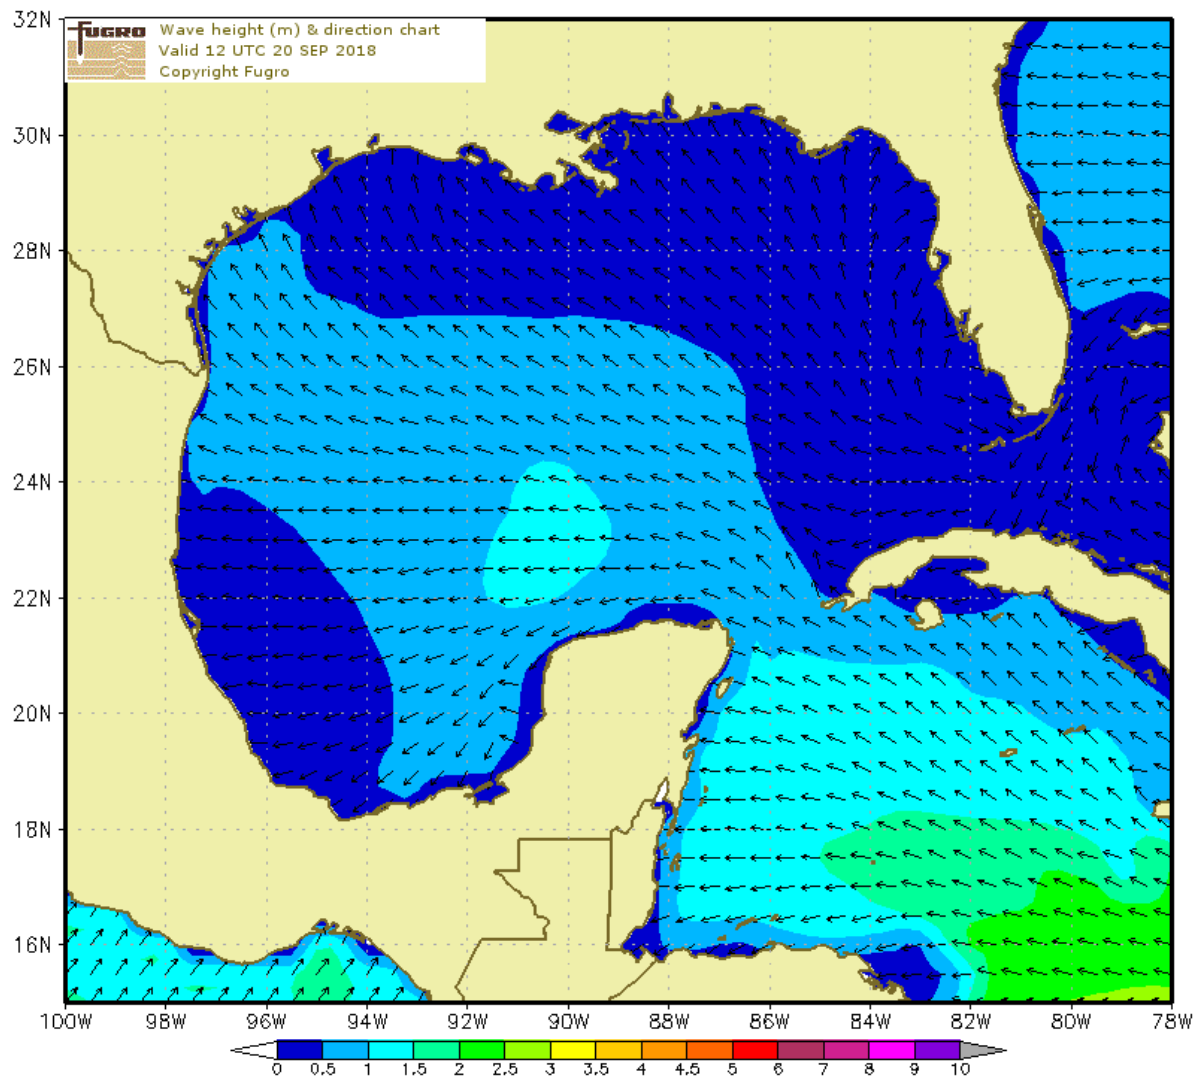 FUGRO
Wave height (m) & direction chart
Valid 12 UTC 20 SEP 2018
Copyright Fugro
32N
30N
28N
26N
24N
22N
20N
18N
16N
100W 98W 96W 94W 92W 90W 88W 86W 84W 82W 80W 78W
0 0.5 1 1.5 2 2.5 3 3.5 4 4.5 5 6 7 8 9 10